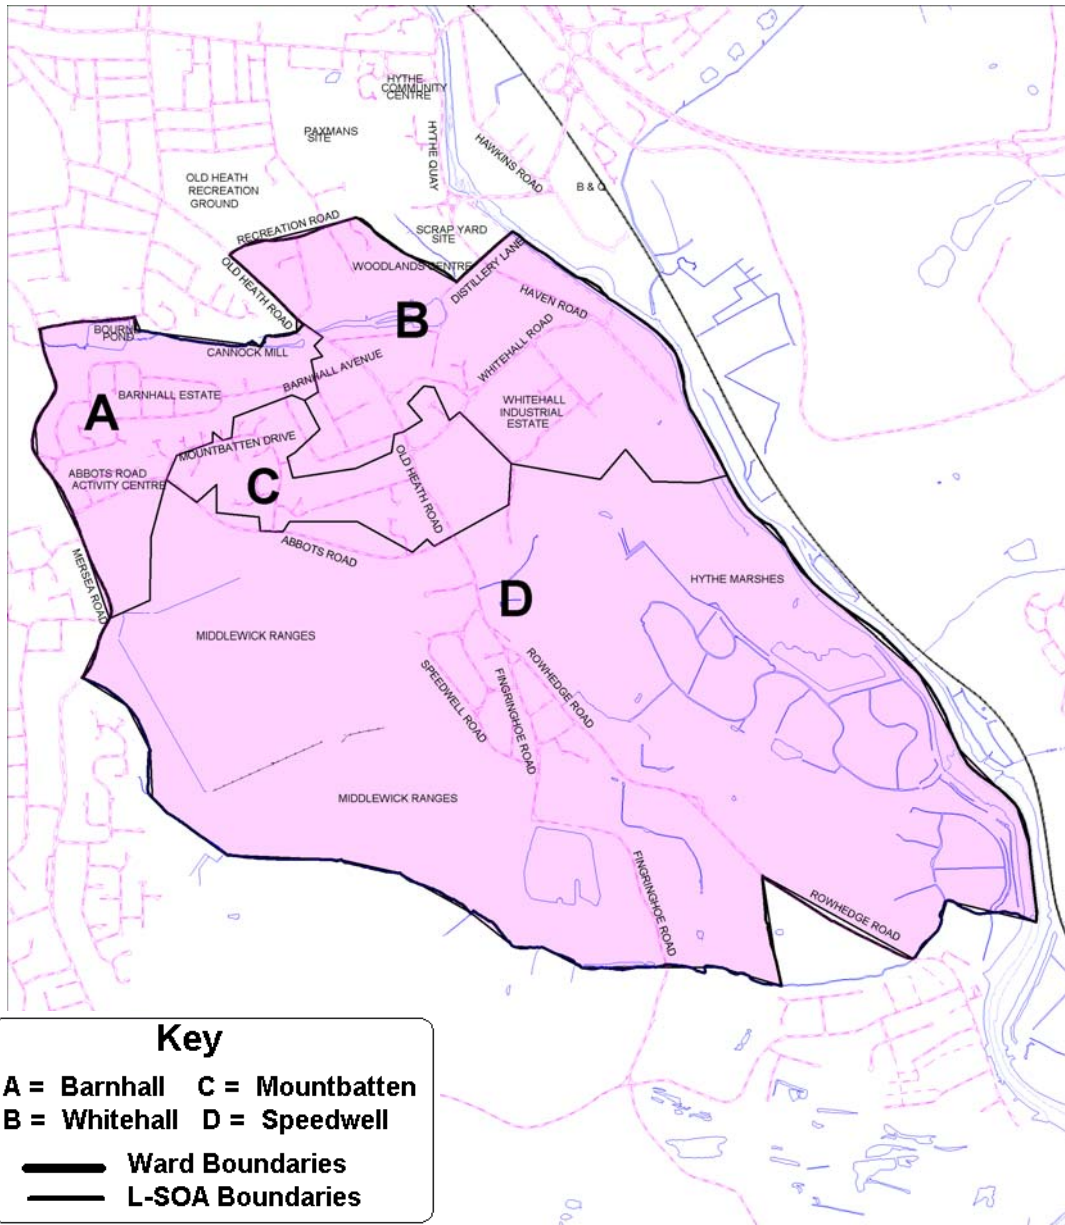 HYTHE
COMMUNITY
CENTRE
PAXMANS
SITE
HYTHE QUAY
HAWKINS ROAD
B & Q
OLD HEATH
RECREATION
GROUND
RECREATION ROAD
SCRAP YARD
SITE
WOODLANDS CENTRE
DISTILLERY LANE
OLD HEATH ROAD
HAVEN ROAD
B
BOURNE
POND
CANNOCK MILL
WHITEHALL ROAD
BARNHALL AVENUE
A
BARNHALL ESTATE
WHITEHALL
INDUSTRIAL
ESTATE
MOUNTBATTEN DRIVE
ABBOTS ROAD
ACTIVITY CENTRE
C
OLD HEATH ROAD
ABBOTS ROAD
MERSEA ROAD
D
HYTHE MARSHES
MIDDLEWICK RANGES
SPEEDWELL ROAD
FINGRINGHOE ROAD
ROWHEDGE ROAD
MIDDLEWICK RANGES
FINGRINGHOE ROAD
ROWHEDGE ROAD
Key
A = Barnhall C = Mountbatten
B = Whitehall D = Speedwell
Ward Boundaries
L-SOA Boundaries